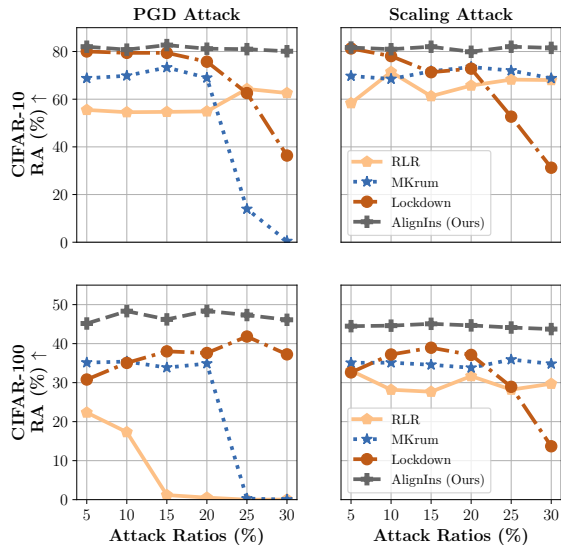 PGD Attack
Scaling Attack
CIFAR-10
RA (%) ↑
80
60
40
20
0
RLR
MKrum
Lockdown
AlignIns (Ours)
CIFAR-100
RA (%) ↑
50
40
30
20
10
0
RLR
MKrum
Lockdown
AlignIns (Ours)
5 10 15 20 25 30
5 10 15 20 25 30
Attack Ratios (%)
Attack Ratios (%)